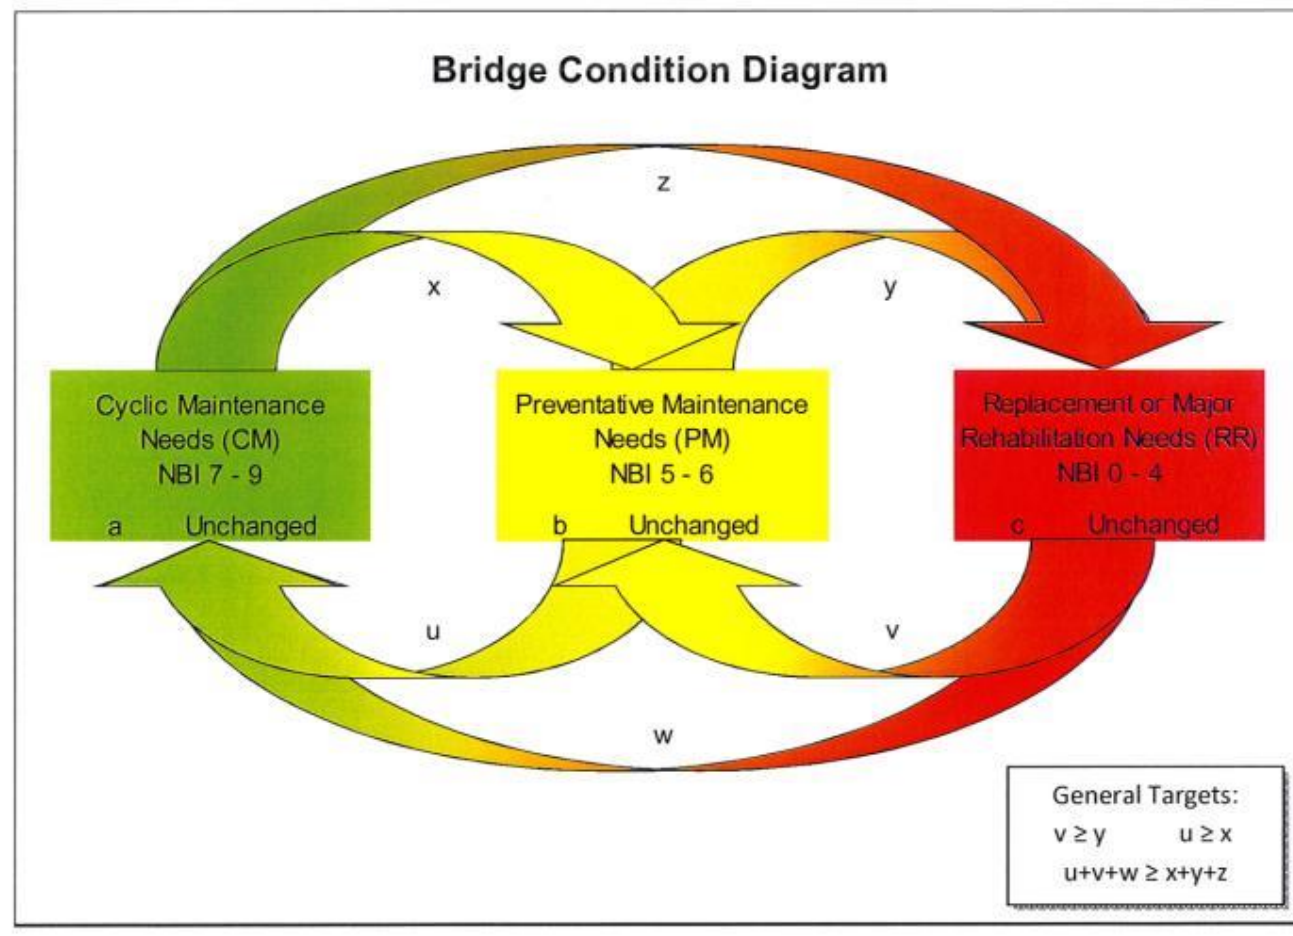 Bridge Condition Diagram
z
x
y
Cyclic Maintenance
Needs (CM)
NBI 7 - 9
a Unchanged
Preventative Maintenance
Needs (PM)
NBI 5 - 6
b Unchanged
Replacement or Major
Rehabilitation Needs (RR)
NBI 0 - 4
c Unchanged
u
v
w
General Targets:
v ≥ y u ≥ x
u+v+w ≥ x+y+z